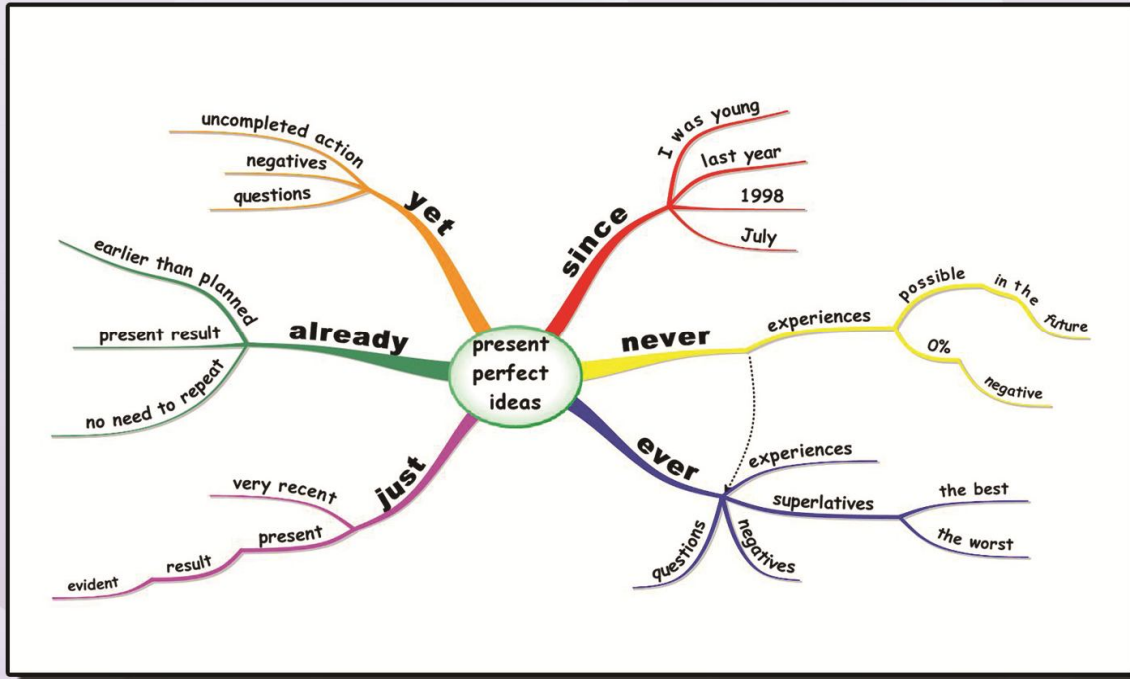 present
perfect
ideas
yet
uncompleted action
negatives
questions
since
I was young
last year
1998
July
already
earlier than planned
present result
no need to repeat
never
experiences
possible
in the
future
0%
negative
just
very recent
present
result
evident
ever
experiences
superlatives
the best
the worst
negatives
questions